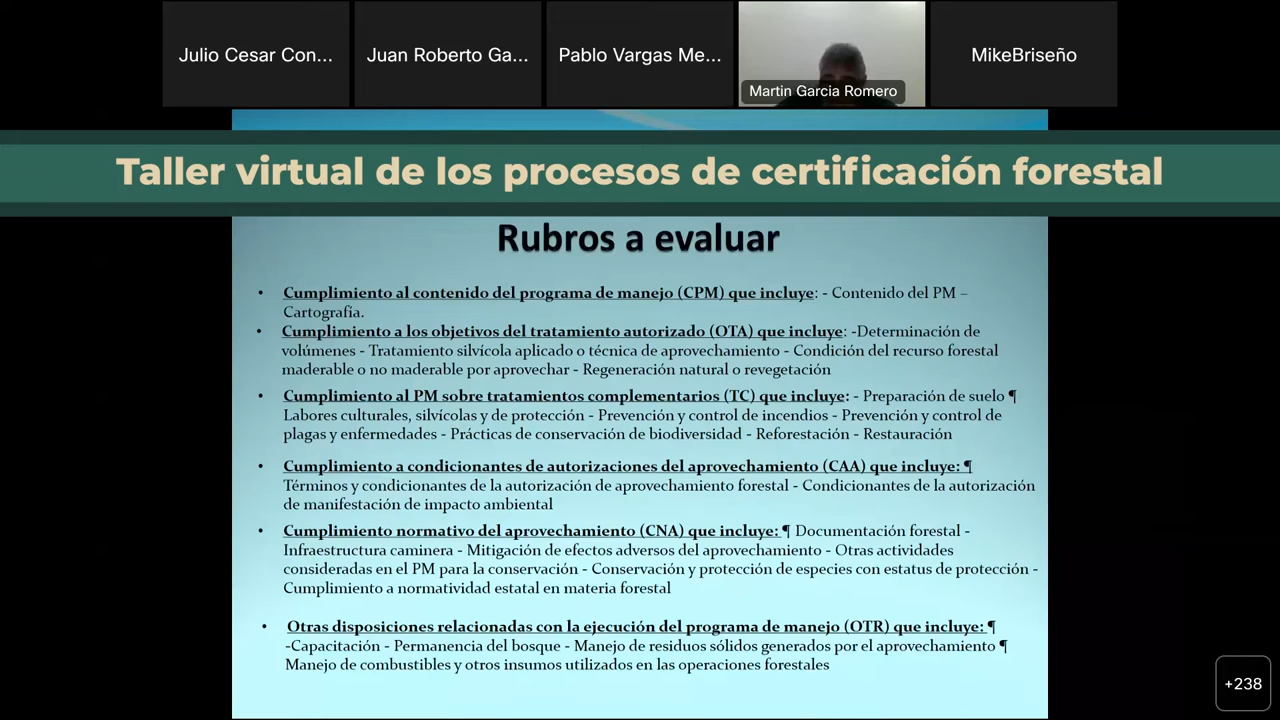 Julio Cesar Con...
Juan Roberto Ga...
Pablo Vargas Me...
Martin Garcia Romero
MikeBriseño
Taller virtual de los procesos de certificación forestal
Rubros a evaluar
• Cumplimiento al contenido del programa de manejo (CPM) que incluye: - Contenido del PM –
Cartografía.
• Cumplimiento a los objetivos del tratamiento autorizado (OTA) que incluye: -Determinación de
volúmenes - Tratamiento silvícola aplicado o técnica de aprovechamiento - Condición del recurso forestal
maderable o no maderable por aprovechar - Regeneración natural o revegetación
• Cumplimiento al PM sobre tratamientos complementarios (TC) que incluye: - Preparación de suelo ¶
Labores culturales, silvícolas y de protección - Prevención y control de incendios - Prevención y control de
plagas y enfermedades - Prácticas de conservación de biodiversidad - Reforestación - Restauración
• Cumplimiento a condicionantes de autorizaciones del aprovechamiento (CAA) que incluye: ¶
Términos y condicionantes de la autorización de aprovechamiento forestal - Condicionantes de la autorización
de manifestación de impacto ambiental
• Cumplimiento normativo del aprovechamiento (CNA) que incluye: ¶ Documentación forestal -
Infraestructura caminera - Mitigación de efectos adversos del aprovechamiento - Otras actividades
consideradas en el PM para la conservación - Conservación y protección de especies con estatus de protección -
Cumplimiento a normatividad estatal en materia forestal
• Otras disposiciones relacionadas con la ejecución del programa de manejo (OTR) que incluye: ¶
-Capacitación - Permanencia del bosque - Manejo de residuos sólidos generados por el aprovechamiento ¶
Manejo de combustibles y otros insumos utilizados en las operaciones forestales
+238